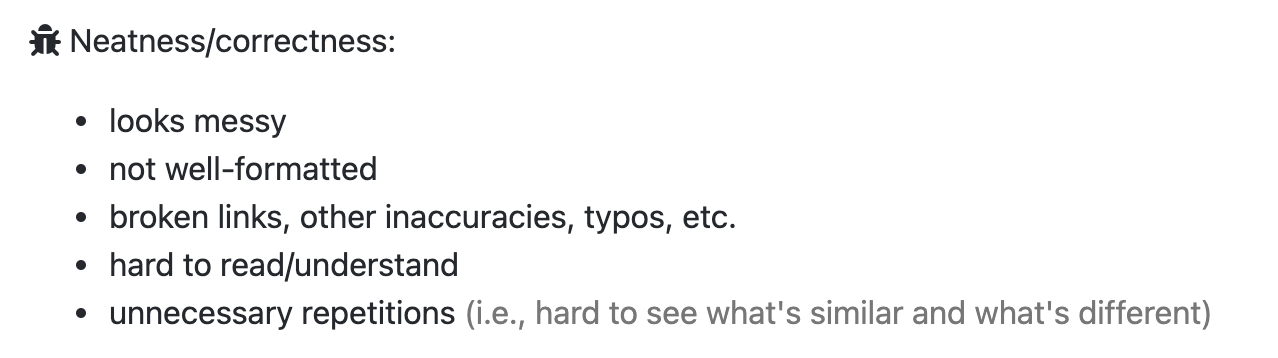 Neatness/correctness:
• looks messy
• not well-formatted
• broken links, other inaccuracies, typos, etc.
• hard to read/understand
• unnecessary repetitions (i.e., hard to see what's similar and what's different)